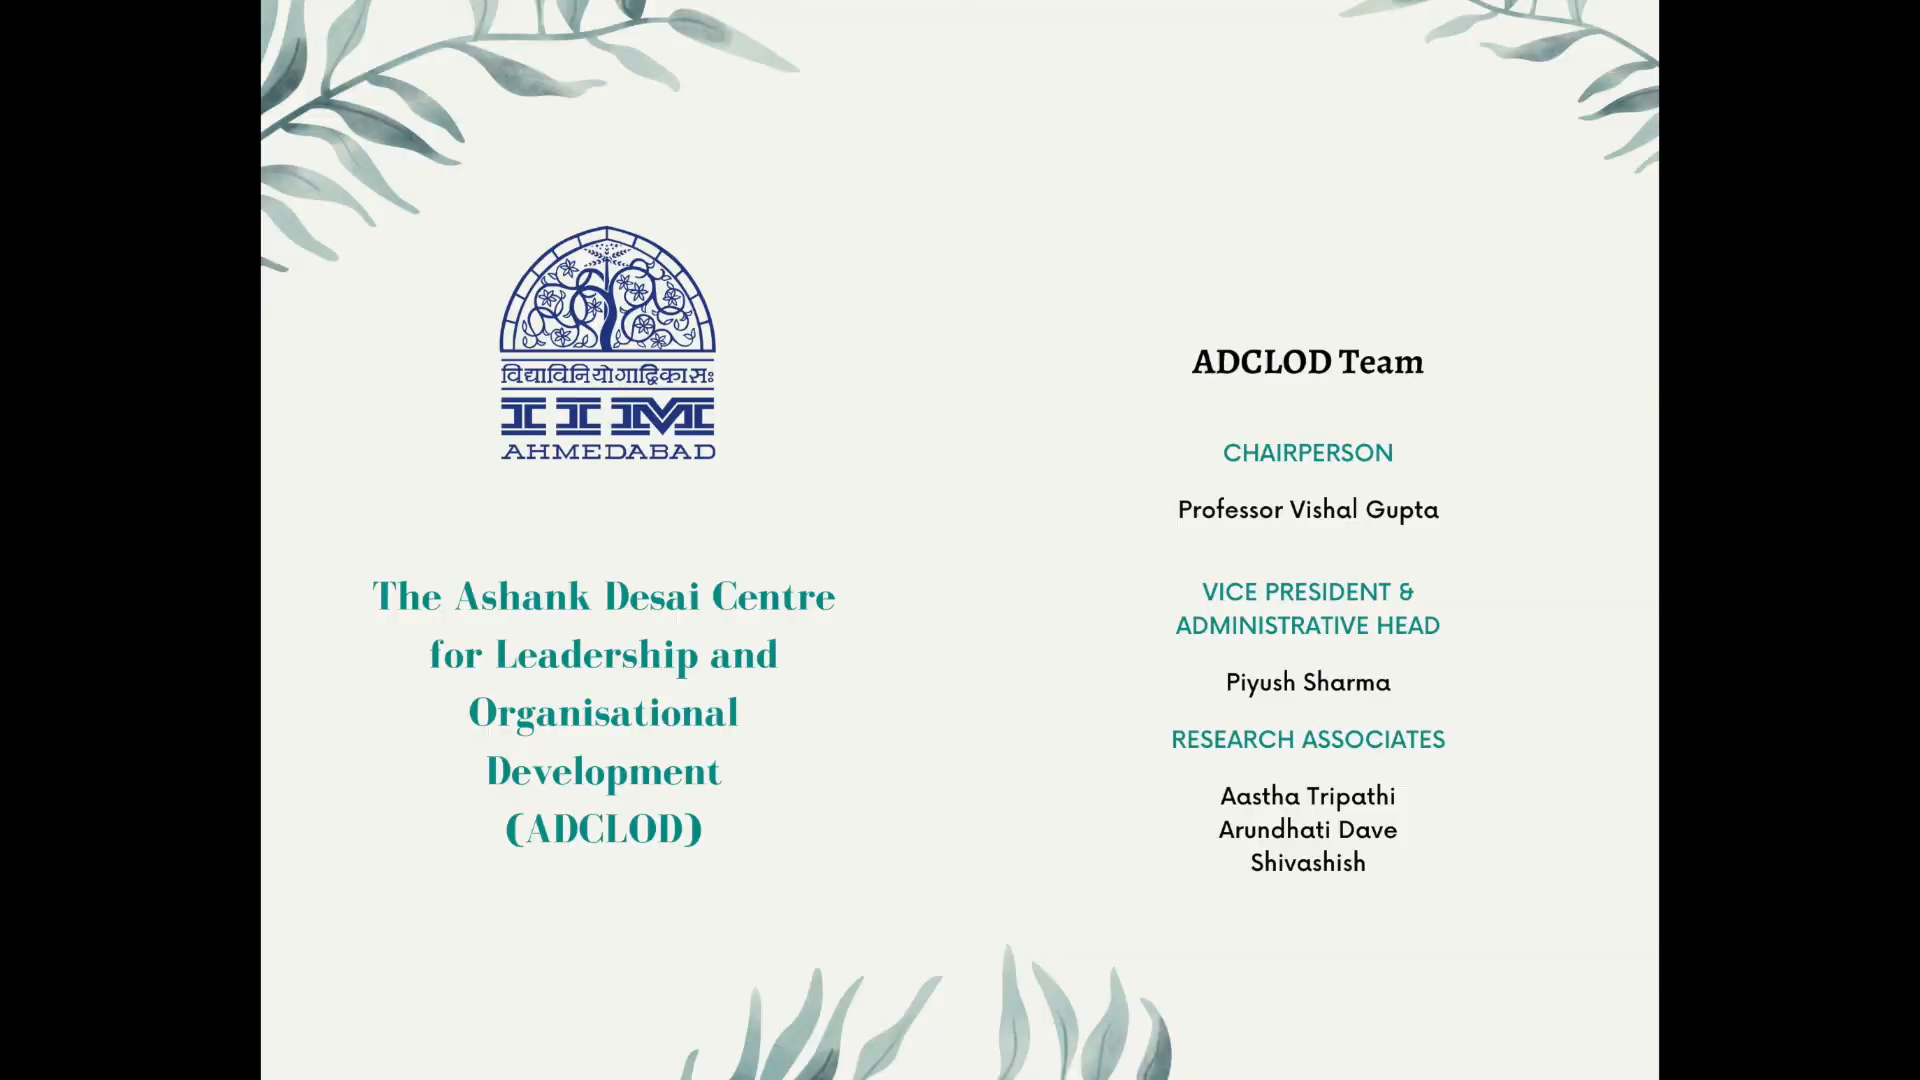 विद्याविनियोगाद्विकासः
IIM
AHMEDABAD
The Ashank Desai Centre
for Leadership and
Organisational
Development
(ADCLOD)
ADCLOD Team
CHAIRPERSON
Professor Vishal Gupta
VICE PRESIDENT &
ADMINISTRATIVE HEAD
Piyush Sharma
RESEARCH ASSOCIATES
Aastha Tripathi
Arundhati Dave
Shivashish